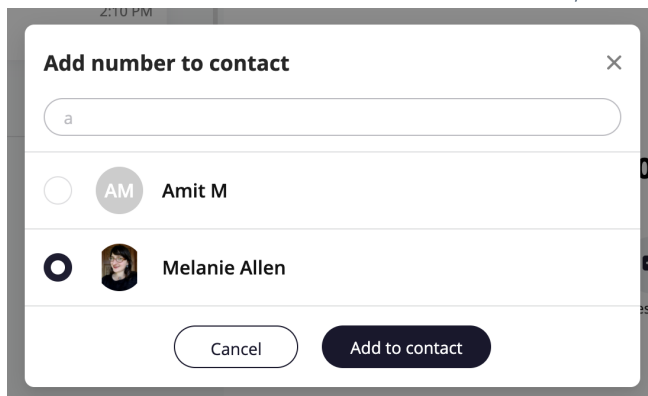 2:10 PM
Add number to contact
a
AM
Amit M
Melanie Allen
Cancel
Add to contact